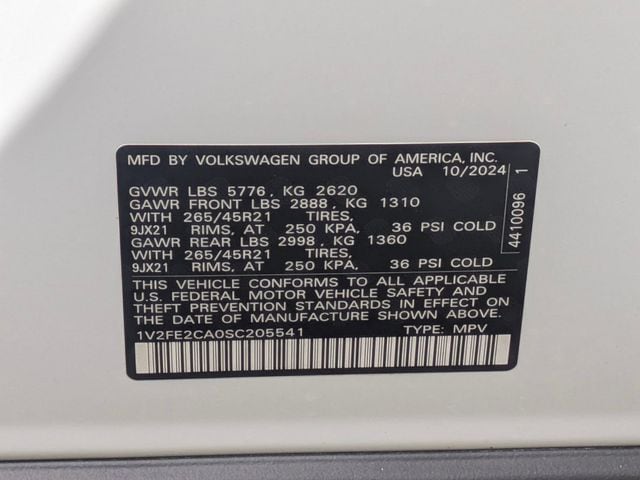 MFD BY VOLKSWAGEN GROUP OF AMERICA, INC.
USA 10/2024
GVWR LBS 5776, KG 2620
GAWR FRONT LBS 2888, KG 1310
WITH 265/45R21 TIRES,
9JX21 RIMS, AT 250 KPA, 36 PSI COLD
GAWR REAR LBS 2998, KG 1360
WITH 265/45R21 TIRES,
9JX21 RIMS, AT 250 KPA, 36 PSI COLD
THIS VEHICLE CONFORMS TO ALL APPLICABLE
U.S. FEDERAL MOTOR VEHICLE SAFETY AND
THEFT PREVENTION STANDARDS IN EFFECT ON
THE DATE OF MANUFACTURE SHOWN ABOVE.
1V2FE2CA0SC205541 TYPE: MPV
4410096 1